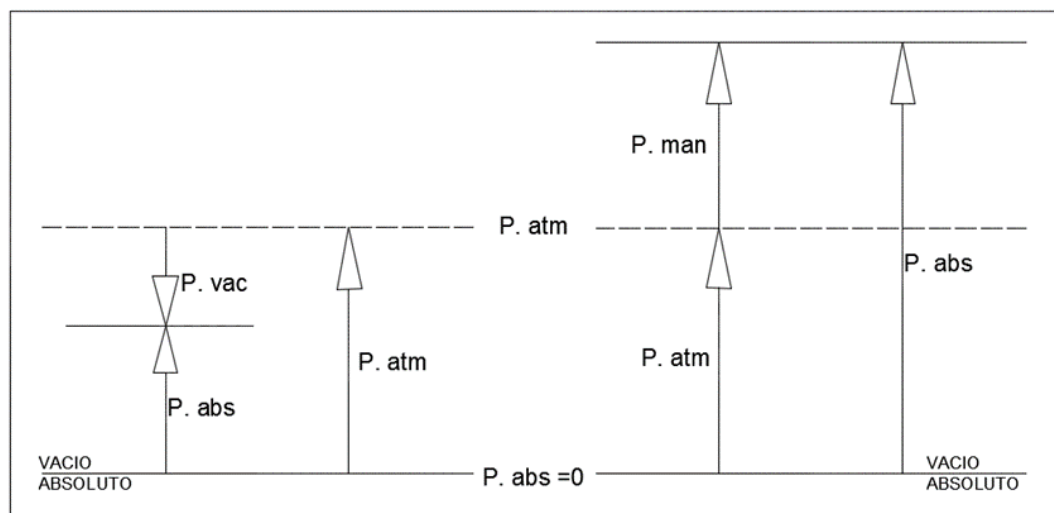 P. man
P. atm
P. vac
P. abs
P. atm
P. atm
P. abs
VACIO
ABSOLUTO
P. abs =0
VACIO
ABSOLUTO
P. abs